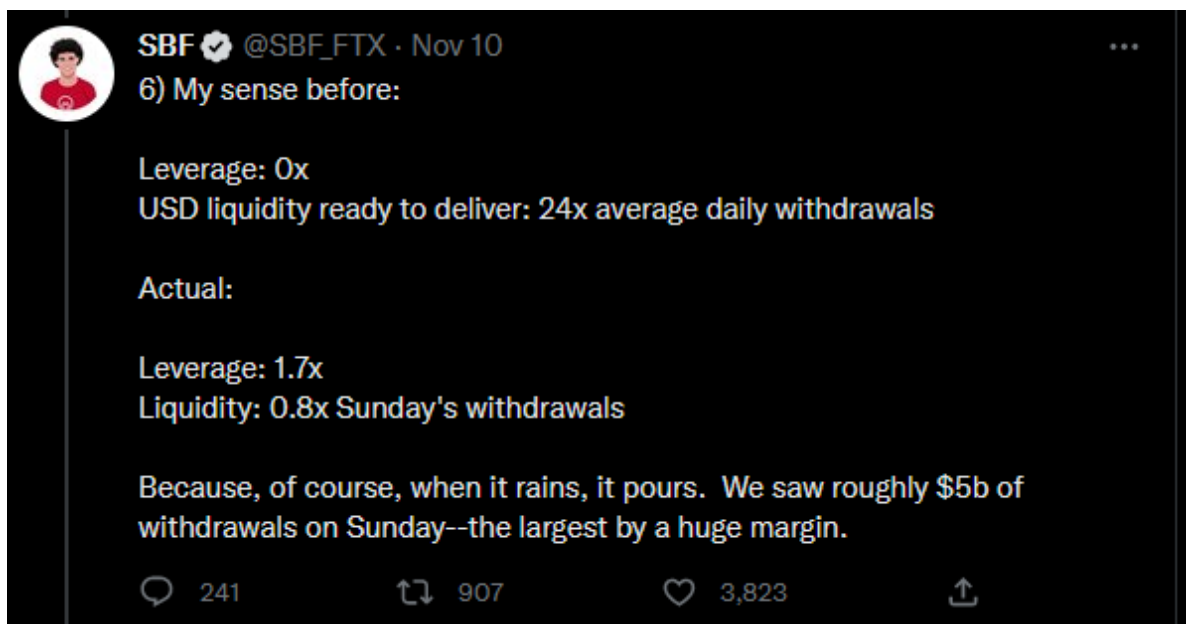 SBF @SBF_FTX · Nov 10
6) My sense before:
Leverage: 0x
USD liquidity ready to deliver: 24x average daily withdrawals
Actual:
Leverage: 1.7x
Liquidity: 0.8x Sunday's withdrawals
Because, of course, when it rains, it pours.  We saw roughly $5b of
withdrawals on Sunday--the largest by a huge margin.
241 907 3,823